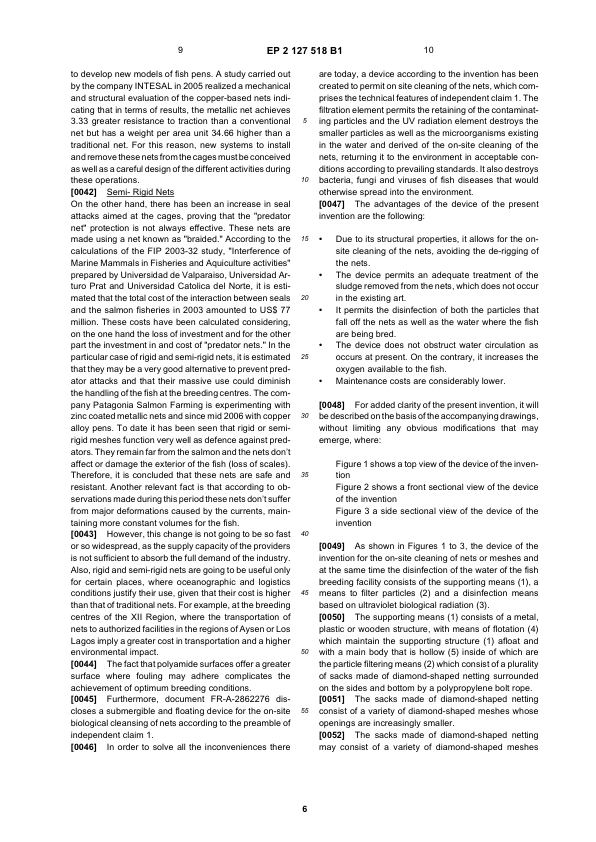 9
EP 2 127 518 B1
10
to develop new models of fish pens. A study carried out
by the company INTESAL in 2005 realized a mechanical
and structural evaluation of the copper-based nets indi-
cating that in terms of results, the metallic net achieves
3.33 greater resistance to traction than a conventional
net but has a weight per area unit 34.66 higher than a
traditional net. For this reason, new systems to install
and remove these nets from the cages must be conceived
as well as a careful design of the different activities during
these operations.
[0042] Semi- Rigid Nets
On the other hand, there has been an increase in seal
attacks aimed at the cages, proving that the "predator
net" protection is not always effective. These nets are
made using a net known as "braided." According to the
calculations of the FIP 2003-32 study, "Interference of
Marine Mammals in Fisheries and Aquiculture activities"
prepared by Universidad de Valparaiso, Universidad Ar-
turo Prat and Universidad Catolica del Norte, it is esti-
mated that the total cost of the interaction between seals
and the salmon fisheries in 2003 amounted to US$ 77
million. These costs have been calculated considering,
on the one hand the loss of investment and for the other
part the investment in and cost of "predator nets." In the
particular case of rigid and semi-rigid nets, it is estimated
that they may be a very good alternative to prevent pred-
ator attacks and that their massive use could diminish
the handling of the fish at the breeding centres. The com-
pany Patagonia Salmon Farming is experimenting with
zinc coated metallic nets and since mid 2006 with copper
alloy pens. To date it has been seen that rigid or semi-
rigid meshes function very well as defence against pred-
ators. They remain far from the salmon and the nets don't
affect or damage the exterior of the fish (loss of scales).
Therefore, it is concluded that these nets are safe and
resistant. Another relevant fact is that according to ob-
servations made during this period these nets don't suffer
from major deformations caused by the currents, main-
taining more constant volumes for the fish.
[0043] However, this change is not going to be so fast
or so widespread, as the supply capacity of the providers
is not sufficient to absorb the full demand of the industry.
Also, rigid and semi-rigid nets are going to be useful only
for certain places, where oceanographic and logistics
conditions justify their use, given that their cost is higher
than that of traditional nets. For example, at the breeding
centres of the XII Region, where the transportation of
nets to authorized facilities in the regions of Aysen or Los
Lagos imply a greater cost in transportation and a higher
environmental impact.
[0044] The fact that polyamide surfaces offer a greater
surface where fouling may adhere complicates the
achievement of optimum breeding conditions.
[0045] Furthermore, document FR-A-2862276 dis-
closes a submergible and floating device for the on-site
biological cleansing of nets according to the preamble of
independent claim 1.
[0046] In order to solve all the inconveniences there
5
10
15
20
25
30
35
40
45
50
55
are today, a device according to the invention has been
created to permit on site cleaning of the nets, which com-
prises the technical features of independent claim 1. The
filtration element permits the retaining of the contaminat-
ing particles and the UV radiation element destroys the
smaller particles as well as the microorganisms existing
in the water and derived of the on-site cleaning of the
nets, returning it to the environment in acceptable con-
ditions according to prevailing standards. It also destroys
bacteria, fungi and viruses of fish diseases that would
otherwise spread into the environment.
[0047] The advantages of the device of the present
invention are the following:
• Due to its structural properties, it allows for the on-
site cleaning of the nets, avoiding the de-rigging of
the nets.
• The device permits an adequate treatment of the
sludge removed from the nets, which does not occur
in the existing art.
• It permits the disinfection of both the particles that
fall off the nets as well as the water where the fish
are being bred.
• The device does not obstruct water circulation as
occurs at present. On the contrary, it increases the
oxygen available to the fish.
• Maintenance costs are considerably lower.
[0048] For added clarity of the present invention, it will
be described on the basis of the accompanying drawings,
without limiting any obvious modifications that may
emerge, where:
Figure 1 shows a top view of the device of the inven-
tion
Figure 2 shows a front sectional view of the device
of the invention
Figure 3 a side sectional view of the device of the
invention
[0049] As shown in Figures 1 to 3, the device of the
invention for the on-site cleaning of nets or meshes and
at the same time the disinfection of the water of the fish
breeding facility consists of the supporting means (1), a
means to filter particles (2) and a disinfection means
based on ultraviolet biological radiation (3).
[0050] The supporting means (1) consists of a metal,
plastic or wooden structure, with means of flotation (4)
which maintain the supporting structure (1) afloat and
with a main body that is hollow (5) inside of which are
the particle filtering means (2) which consist of a plurality
of sacks made of diamond-shaped netting surrounded
on the sides and bottom by a polypropylene bolt rope.
[0051] The sacks made of diamond-shaped netting
consist of a variety of diamond-shaped meshes whose
openings are increasingly smaller.
[0052] The sacks made of diamond-shaped netting
may consist of a variety of diamond-shaped meshes
6